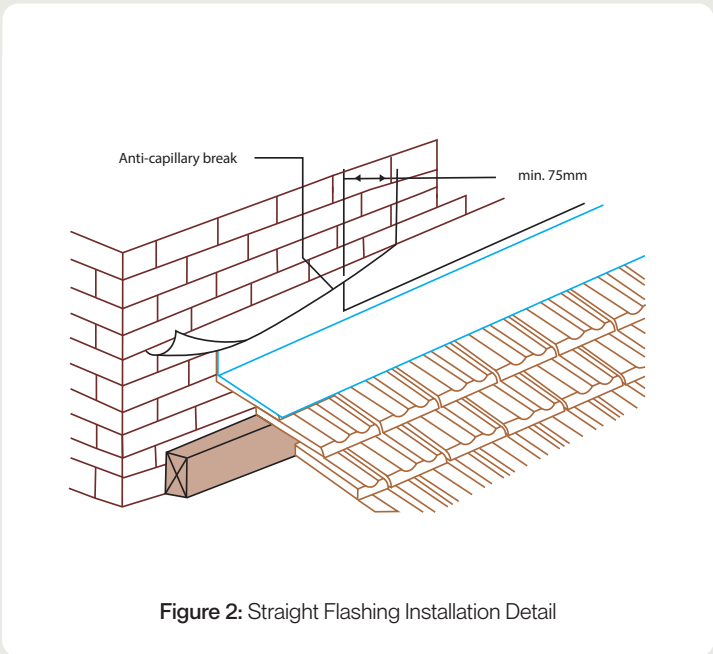 Anti-capillary break
min. 75mm
Figure 2: Straight Flashing Installation Detail